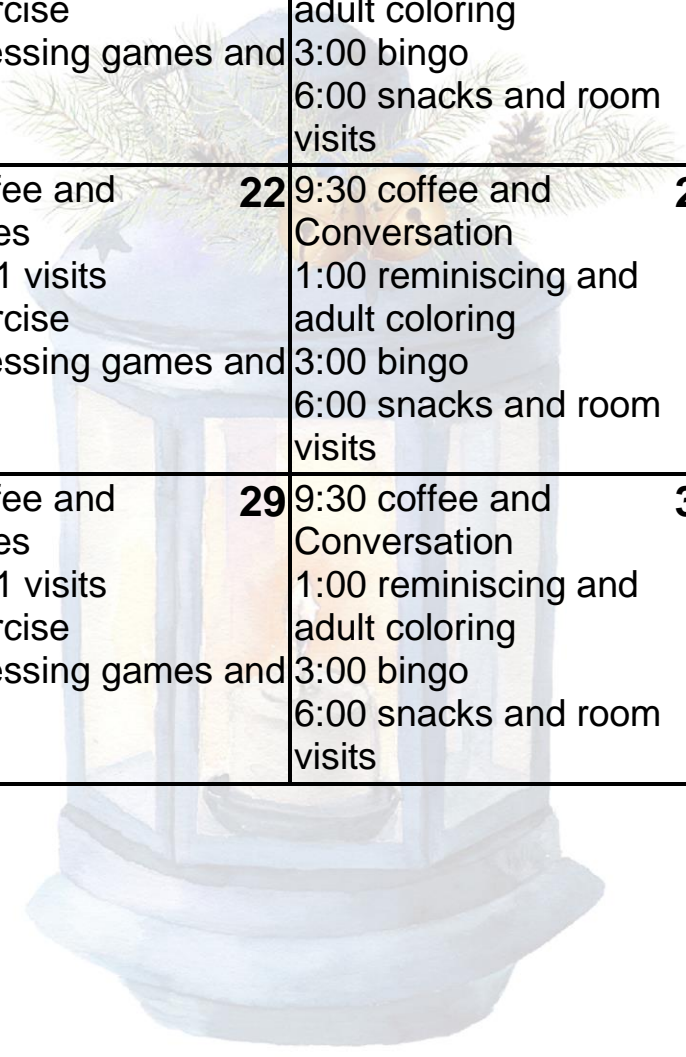 rcise
essing games and
adult coloring
3:00 bingo
6:00 snacks and room
visits
fee and 22
es
1 visits
rcise
essing games and
9:30 coffee and
Conversation
1:00 reminiscing and
adult coloring
3:00 bingo
6:00 snacks and room
visits
fee and 29
es
1 visits
rcise
essing games and
9:30 coffee and
Conversation
1:00 reminiscing and
adult coloring
3:00 bingo
6:00 snacks and room
visits